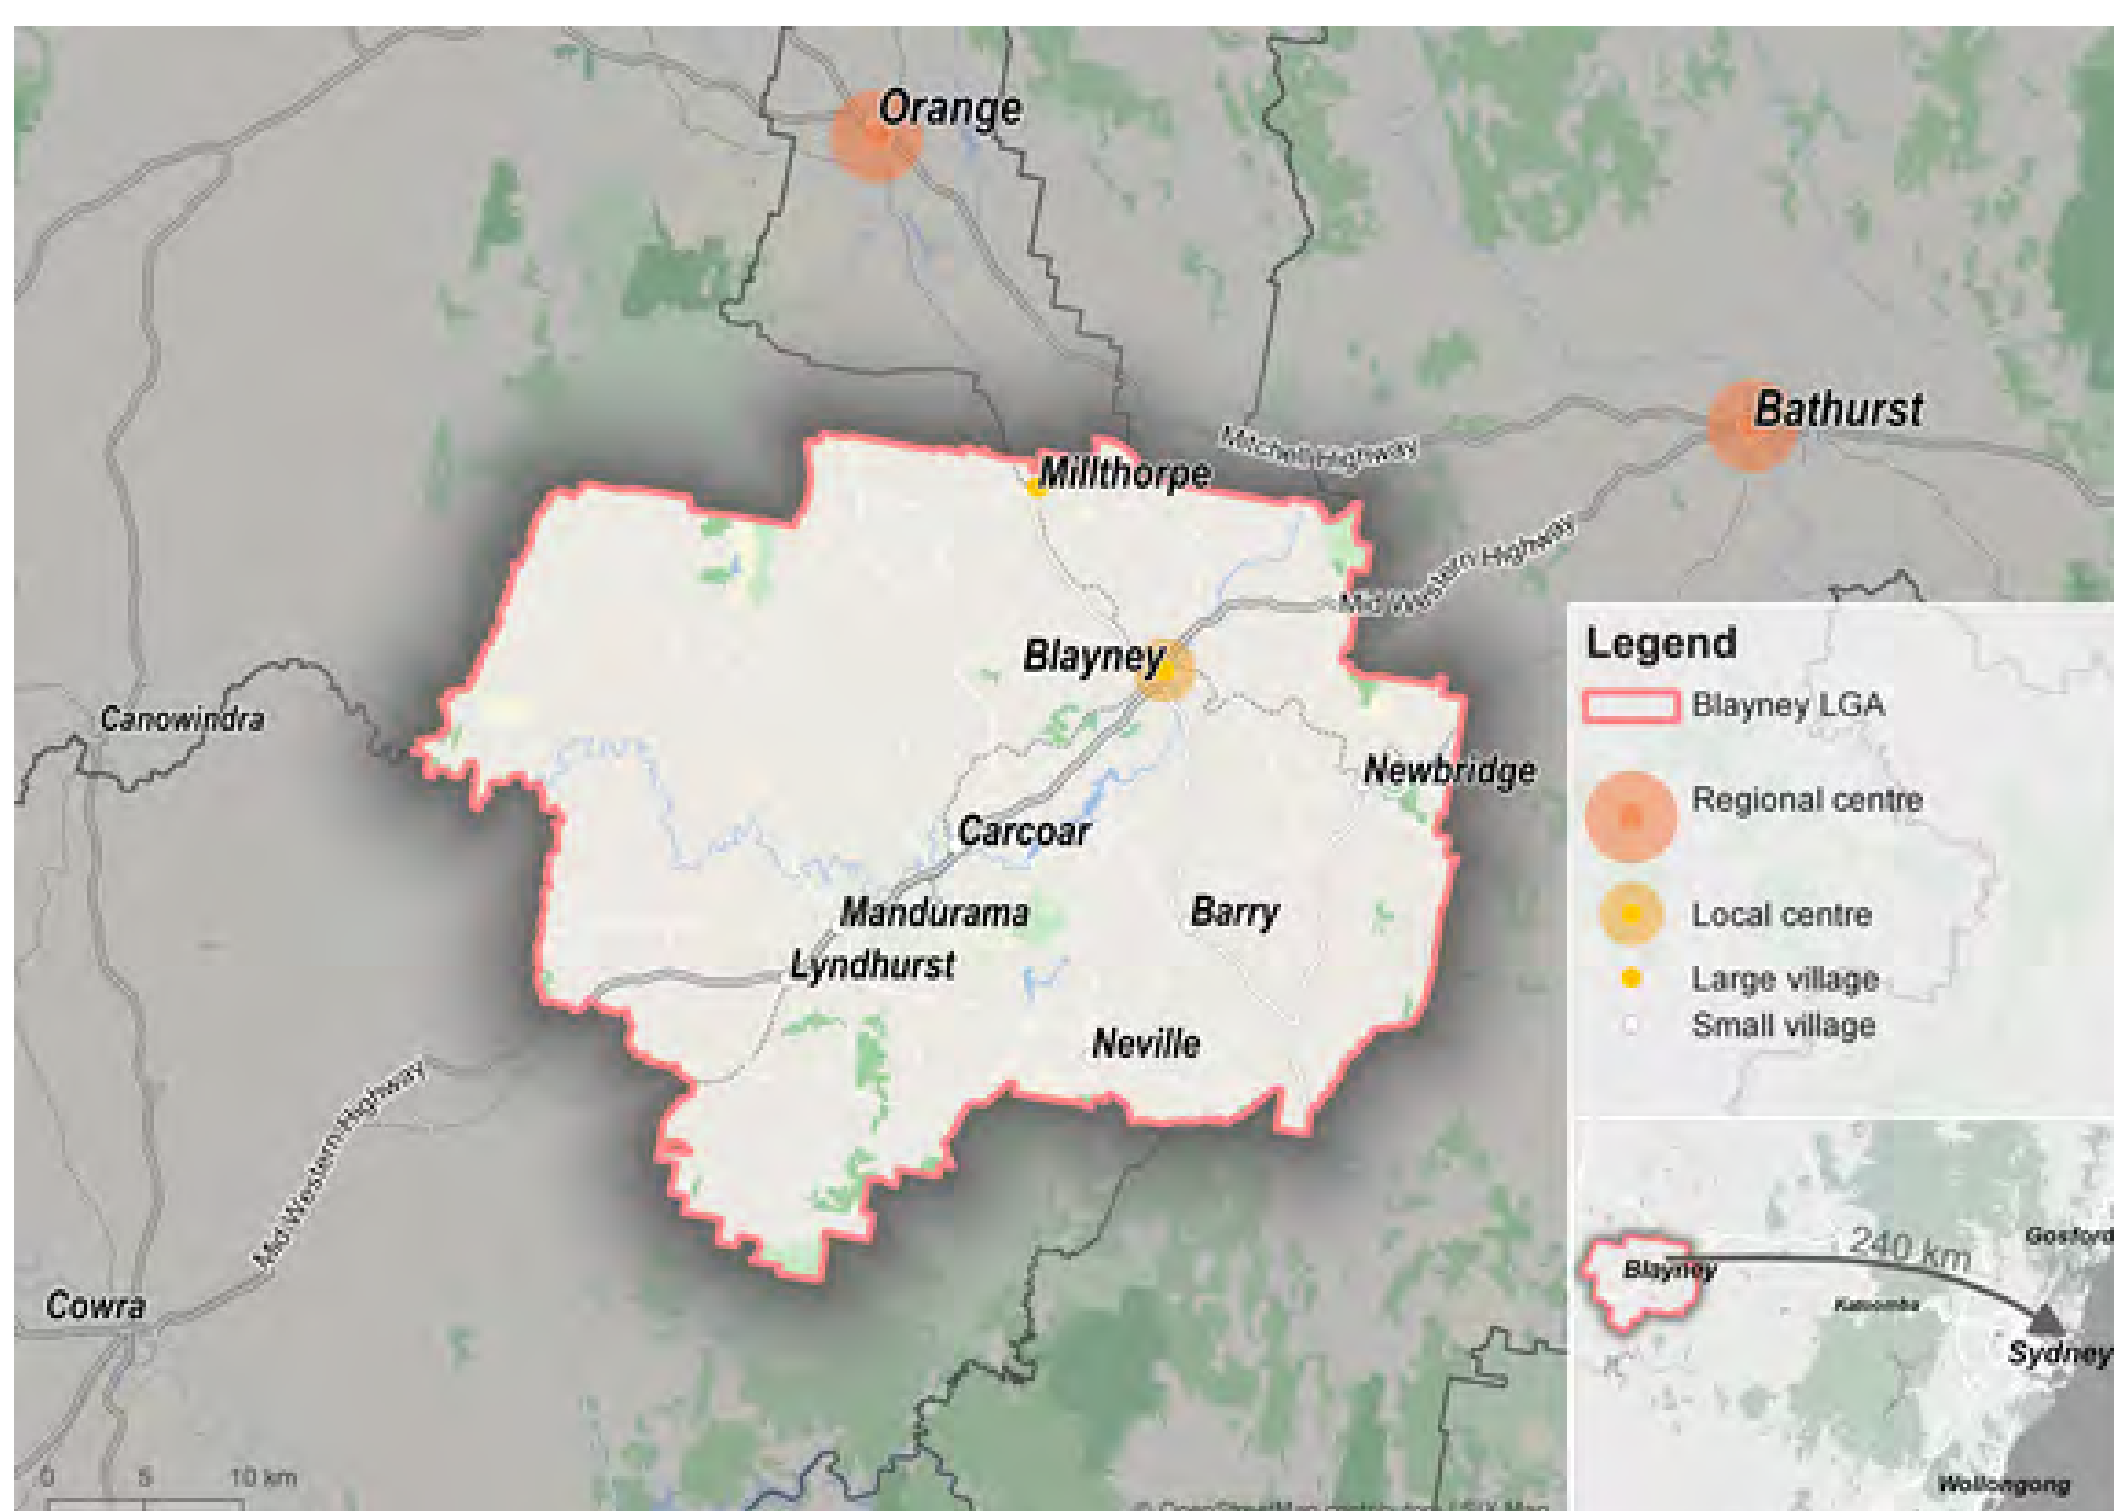 Orange
Bathurst
Mitchell Highway
Millthorpe
Mid Western Highway
Blayney
Canowindra
Newbridge
Carcoar
Mandurama
Barry
Lyndhurst
Neville
Mid Western Highway
Cowra
0 5 10 km
© OpenStreetMap contributors
Legend
Blayney LGA
Regional centre
Local centre
Large village
Small village
240 km
Gosford
Blayney
Katoomba
Sydney
Wollongong